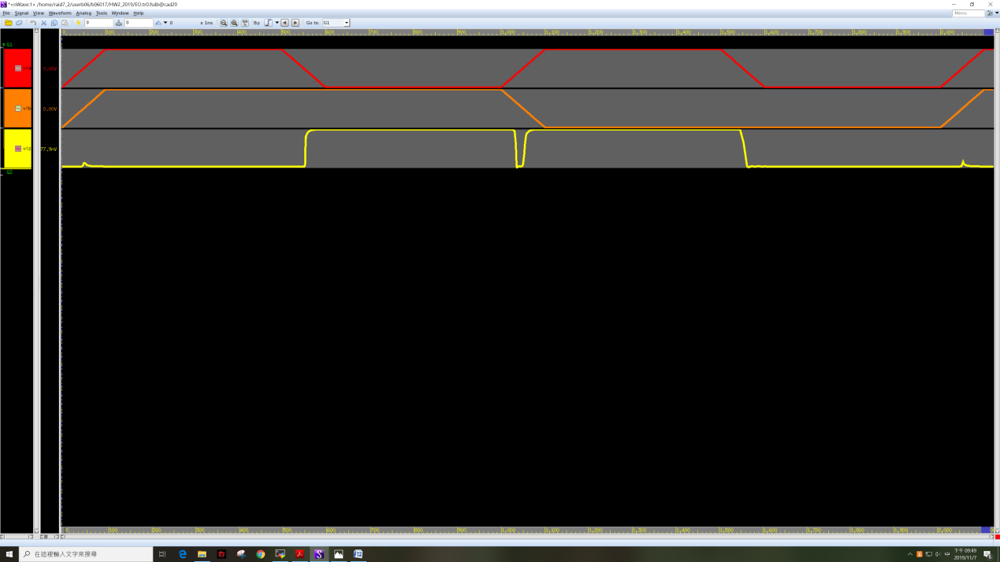 *<nWave:1> /home/raid7_2/userb06/b06017/HW2_2019/EO.tr0.fsdb@cad29
File Signal View Waveform Analog Tools Window Help
Menu
0 0 0 x 1ns By: Go to: G1
0 100 200 300 400 500 600 700 800 900 1,000 1,100 1,200 1,300 1,400 1,500 1,600 1,700 1,800 1,900 2,000
G1
v(a 0.00V
v(b 0.00V
v(z 77.9mV
G2
0 100 200 300 400 500 600 700 800 900 1,000 1,100 1,200 1,300 1,400 1,500 1,600 1,700 1,800 1,900 2,000
在這裡輸入文字來搜尋
中
下午 09:49
2019/11/7